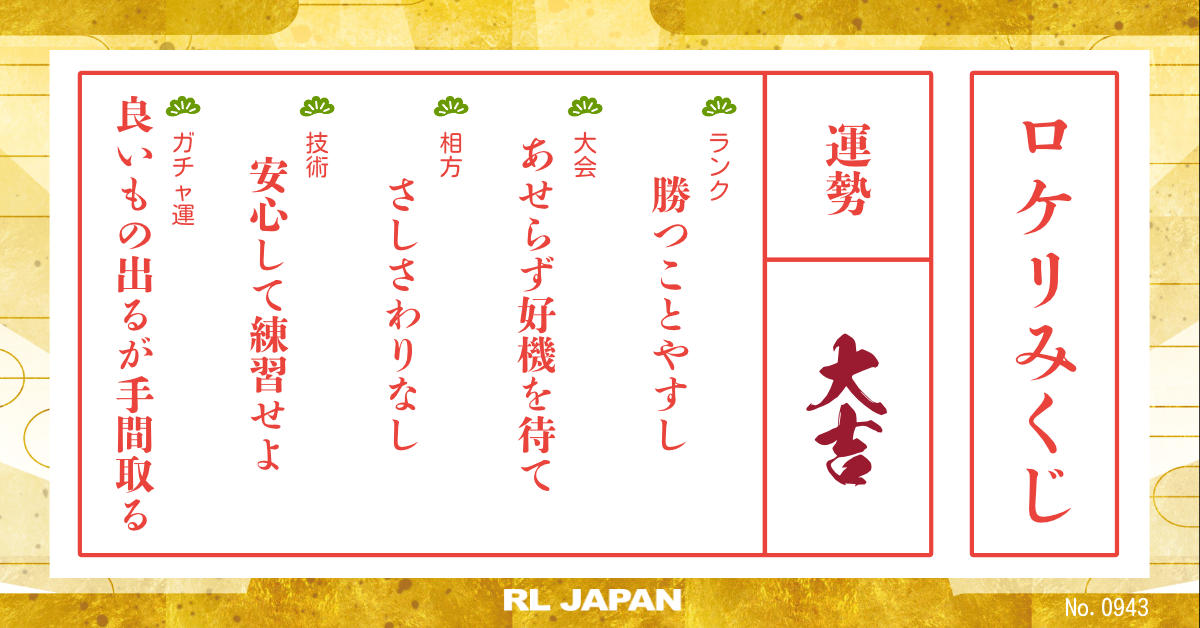 ロケリみくじ
運勢
大吉
ランク
勝つことやすし
大会
あせらず好機を待て
相方
さしさわりなし
技術
安心して練習せよ
ガチャ運
良いもの出るが手間取る
RL JAPAN
No. 0943